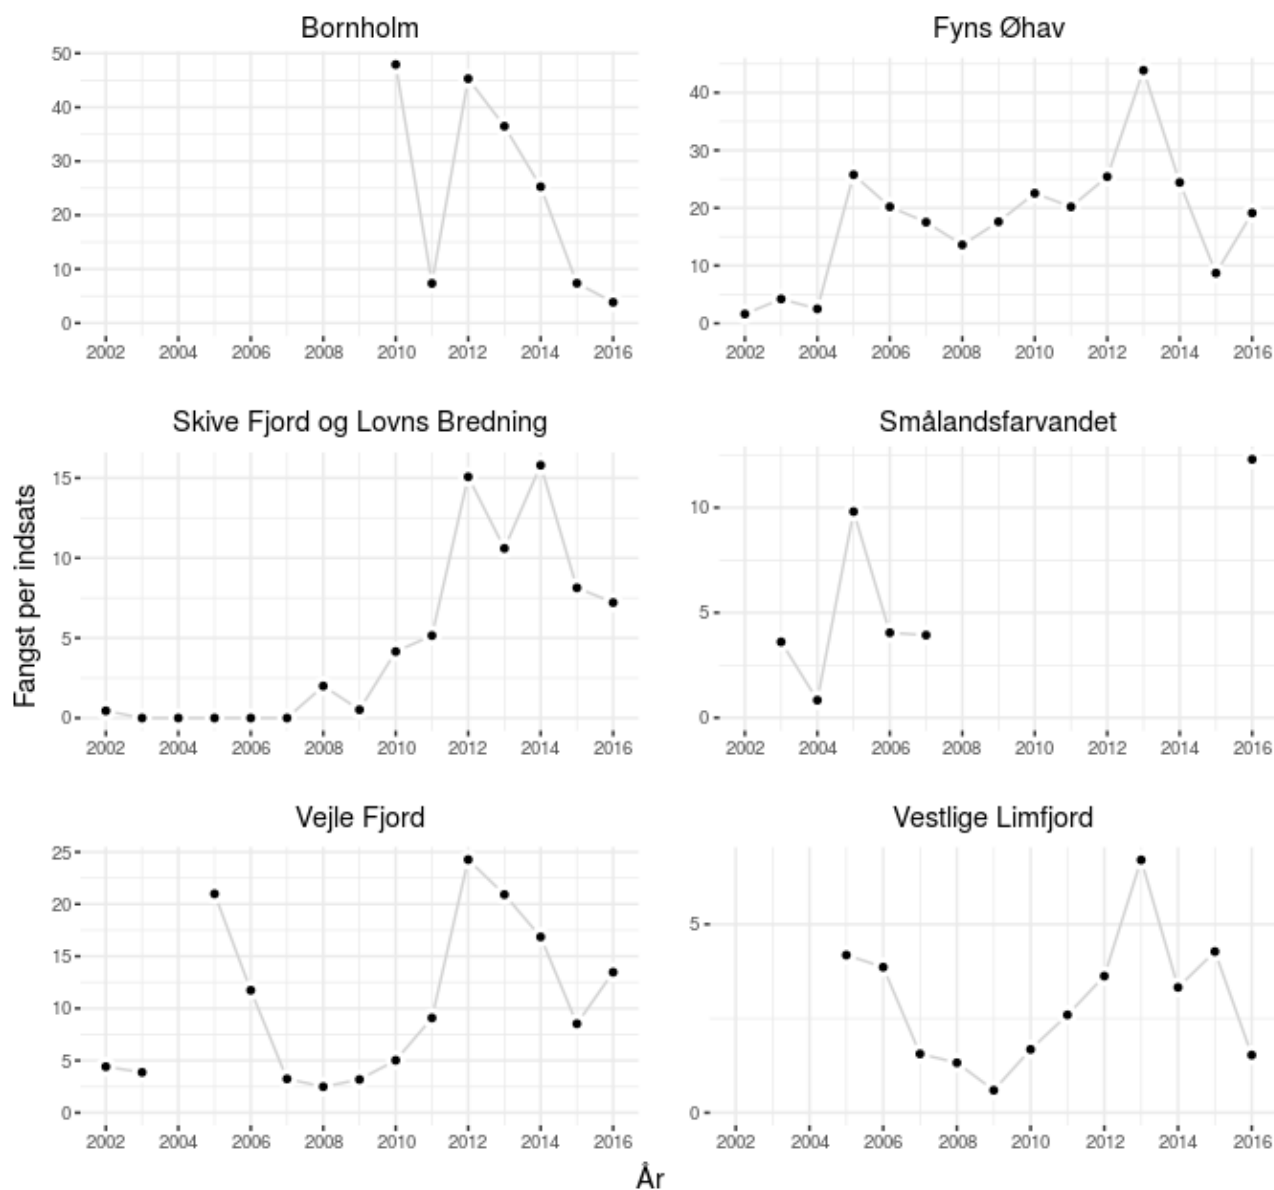 Bornholm
50
40
30
20
10
0
2002 2004 2006 2008 2010 2012 2014 2016
Fyns Øhav
40
30
20
10
0
2002 2004 2006 2008 2010 2012 2014 2016
Fangst per indsats
Skive Fjord og Lovns Bredning
15
10
5
0
2002 2004 2006 2008 2010 2012 2014 2016
Smålandsfarvandet
10
5
0
2002 2004 2006 2008 2010 2012 2014 2016
Vejle Fjord
25
20
15
10
5
0
2002 2004 2006 2008 2010 2012 2014 2016
Vestlige Limfjord
5
0
2002 2004 2006 2008 2010 2012 2014 2016
År